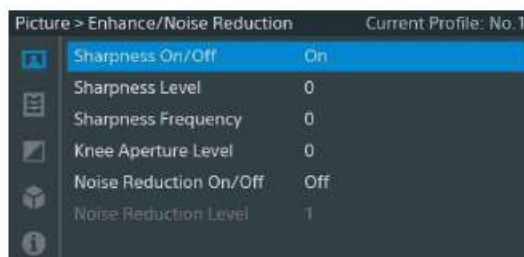 Picture > Enhance/Noise Reduction Current Profile: No.1
Sharpness On/Off On
Sharpness Level 0
Sharpness Frequency 0
Knee Aperture Level 0
Noise Reduction On/Off Off
Noise Reduction Level 1